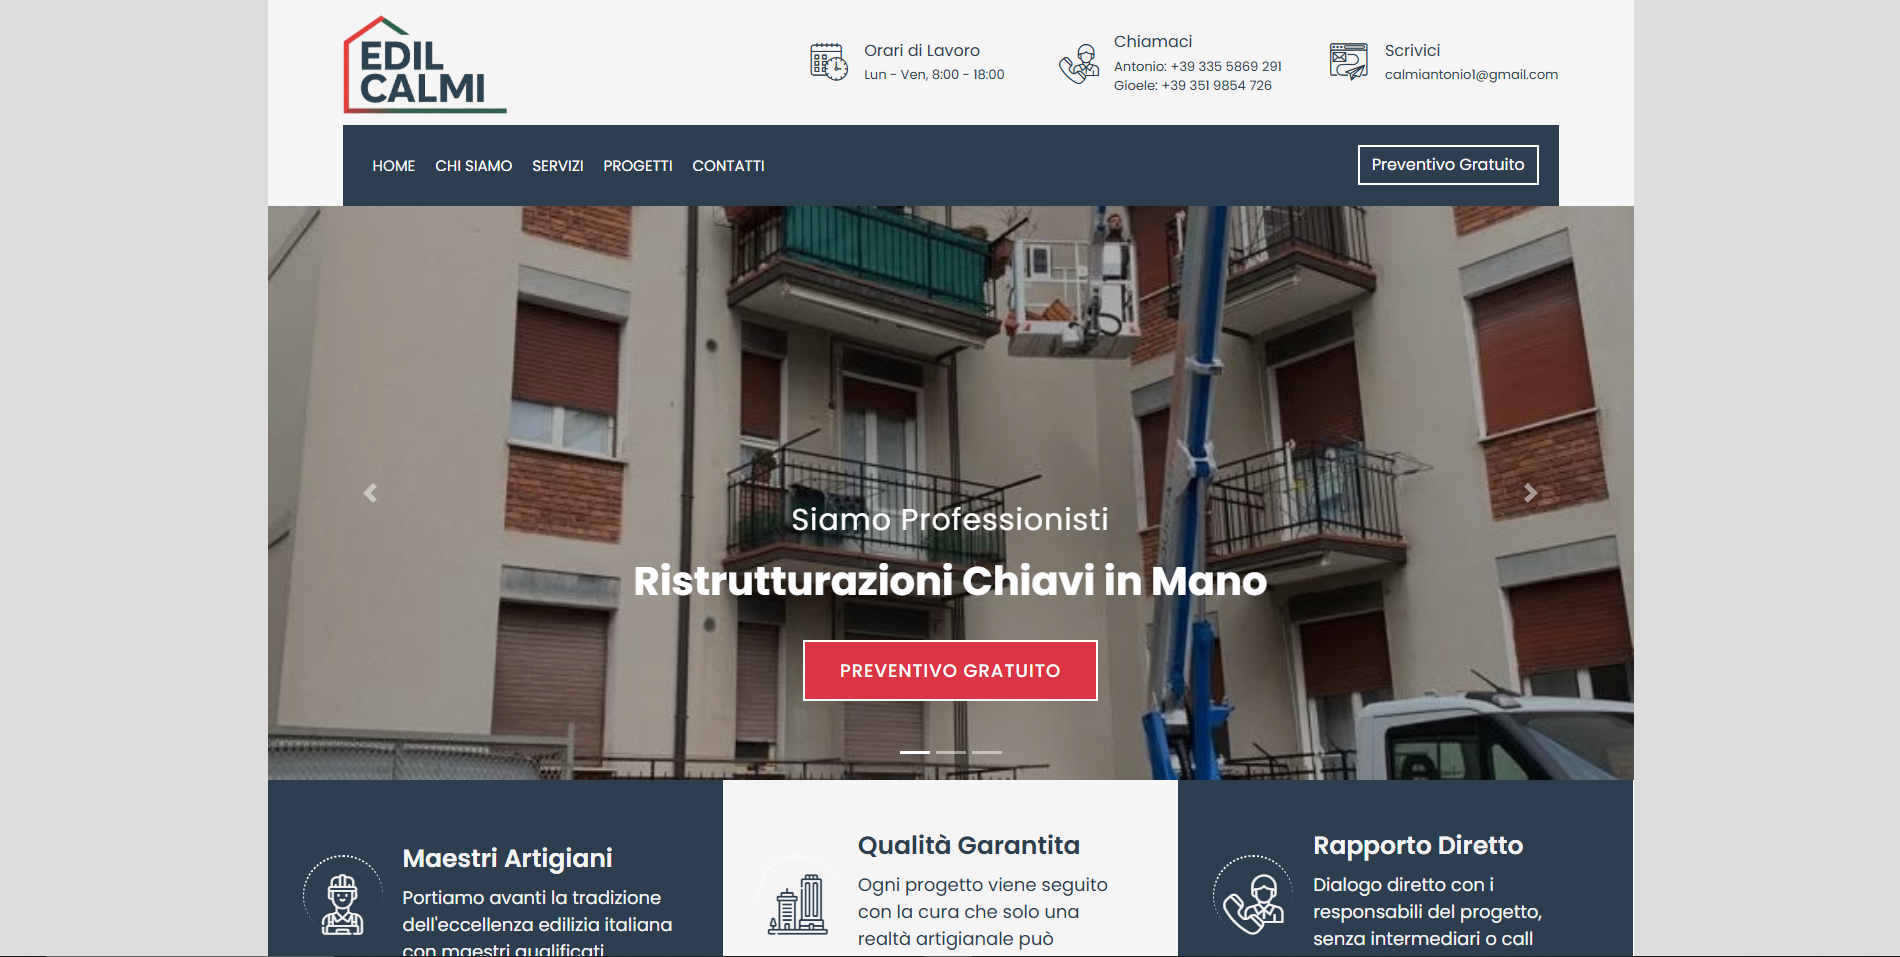 EDIL
CALMI
Orari di Lavoro
Lun - Ven, 8:00 - 18:00
Chiamaci
Antonio: +39 335 5869 291
Gioele: +39 351 9854 726
Scrivici
calmiantonio1@gmail.com
HOME CHI SIAMO SERVIZI PROGETTI CONTATTI
Preventivo Gratuito
Siamo Professionisti
Ristrutturazioni Chiavi in Mano
PREVENTIVO GRATUITO
Maestri Artigiani
Portiamo avanti la tradizione
dell'eccellenza edilizia italiana
con maestri qualificati
Qualità Garantita
Ogni progetto viene seguito
con la cura che solo una
realtà artigianale può
Rapporto Diretto
Dialogo diretto con i
responsabili del progetto,
senza intermediari o call